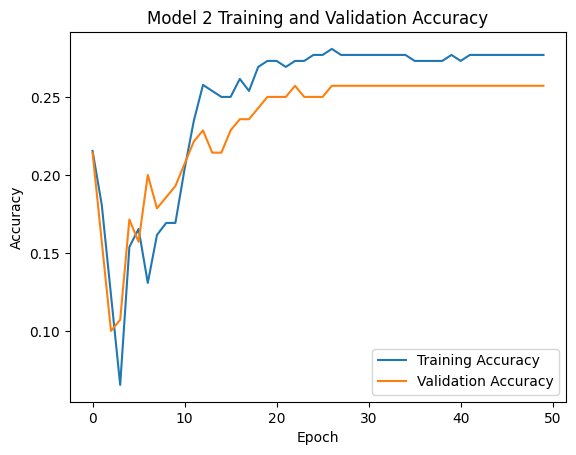 Model 2 Training and Validation Accuracy
0.25
0.20
0.15
0.10
Accuracy
0
10
20
30
40
50
Epoch
Training Accuracy
Validation Accuracy